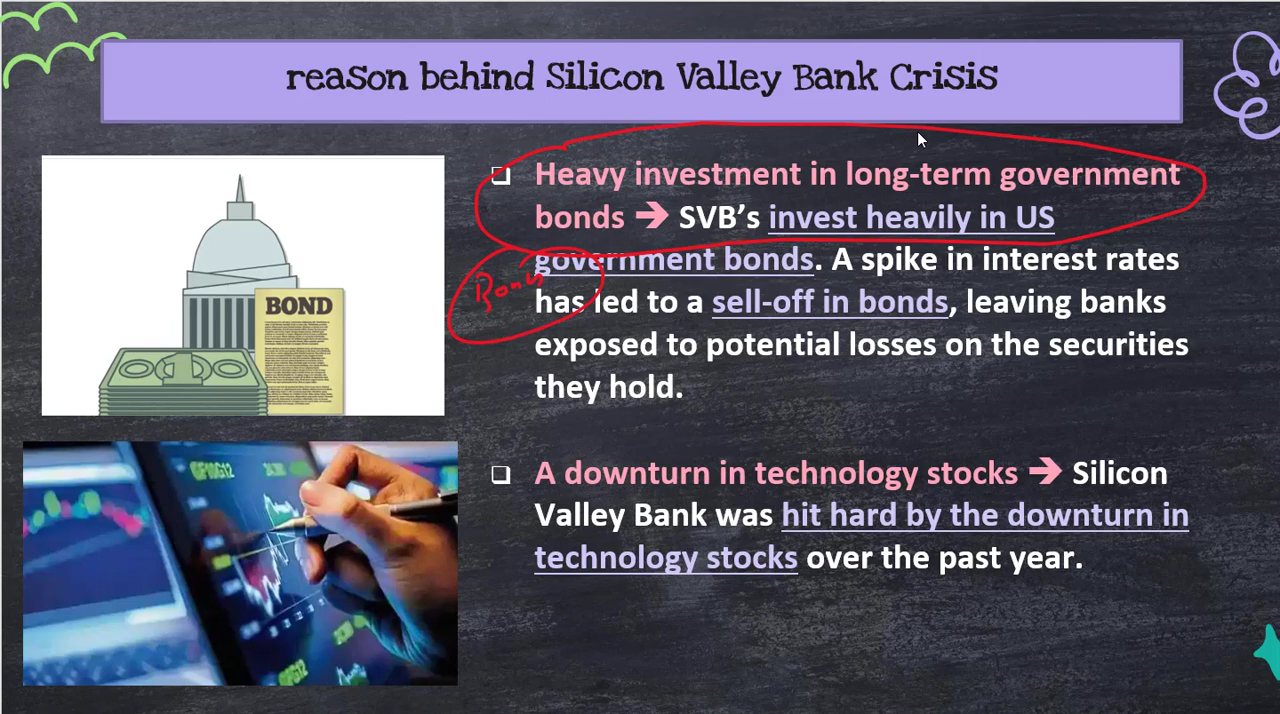 reason behind Silicon Valley Bank Crisis
Heavy investment in long-term government
bonds ➔ SVB's invest heavily in US
government bonds. A spike in interest rates
has led to a sell-off in bonds, leaving banks
exposed to potential losses on the securities
they hold.
A downturn in technology stocks ➔ Silicon
Valley Bank was hit hard by the downturn in
technology stocks over the past year.
BOND